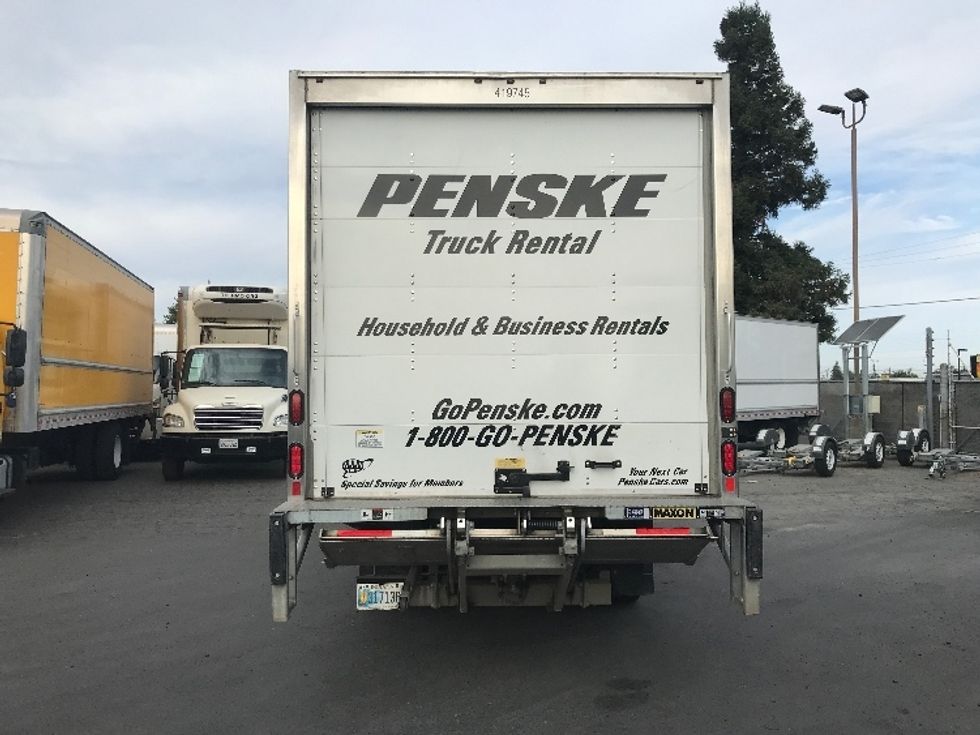 419745
PENSKE
Truck Rental
Household & Business Rentals
GoPenske.com
1-800-GO-PENSKE
AAA
Special Savings for Members
Your Next Car
PenskeCars.com
MAXON